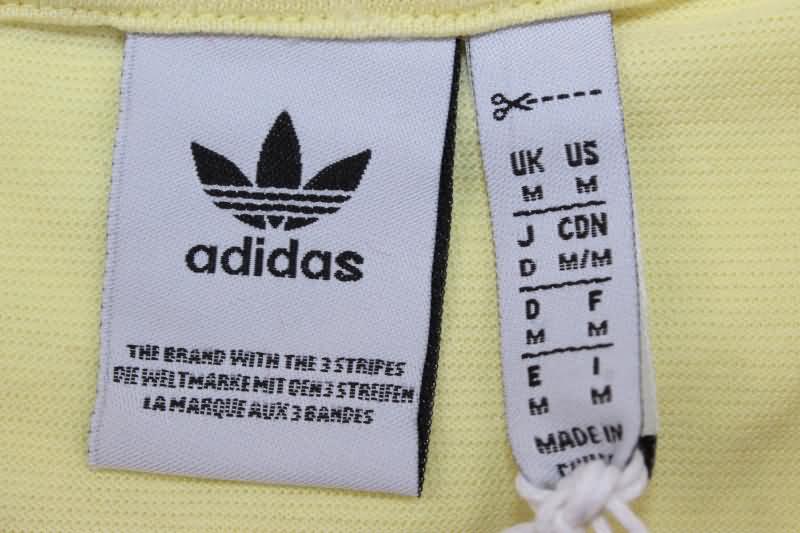 adidas
THE BRAND WITH THE 3 STRIPES
DIE WELTMARKE MIT DEN 3 STREIFEN
LA MARQUE AUX 3 BANDES
UK US
M M
J CDN
D M/M
D F
M M
E I
M M
MADE IN